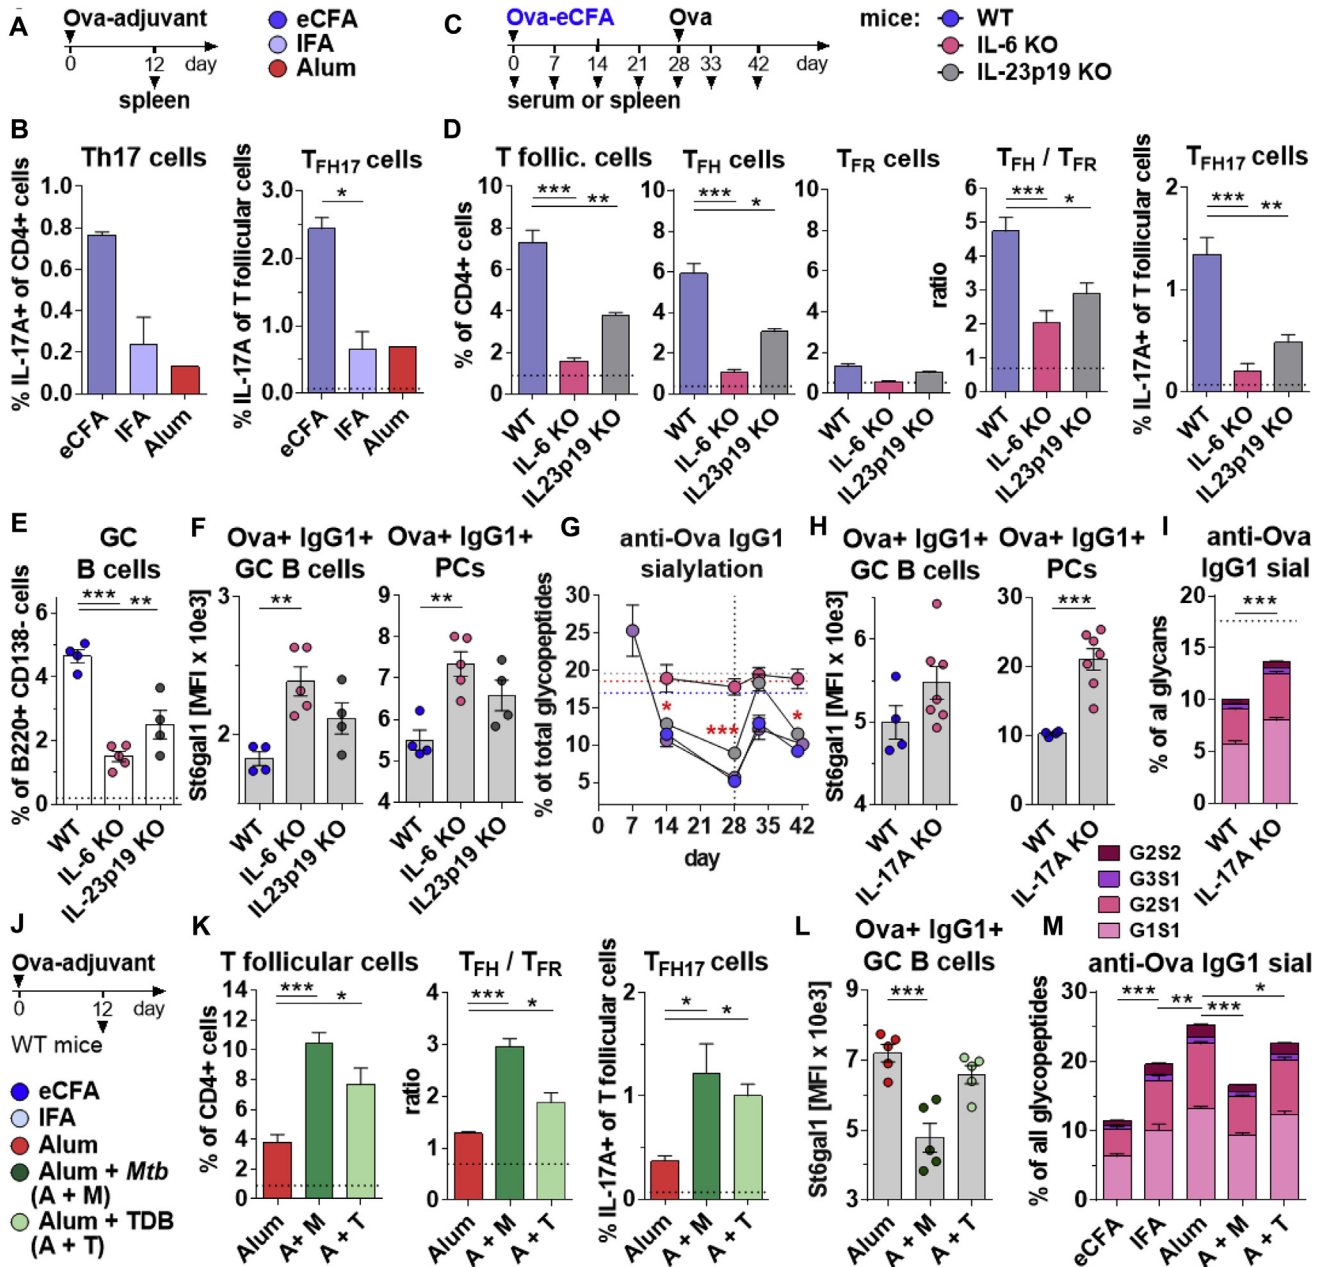 A
Ova-adjuvant
0 12 day
spleen
eCFA
IFA
Alum
C
Ova-eCFA
Ova
0 7 14 21 28 33 42 day
serum or spleen
mice:
WT
IL-6 KO
IL-23p19 KO
B
Th17 cells
% IL-17A+ of CD4+ cells
1.0
0.8
0.6
0.4
0.2
0.0
eCFA
IFA
Alum
TFH17 cells
% IL-17A of T follicular cells
3.0
2.0
1.0
0.0
*
eCFA
IFA
Alum
D
T follic. cells
% of CD4+ cells
10
8
6
4
2
0
***
**
WT
IL-6 KO
IL23p19 KO
TFH cells
10
8
6
4
2
0
***
*
WT
IL-6 KO
IL23p19 KO
TFR cells
10
8
6
4
2
0
WT
IL-6 KO
IL23p19 KO
TFH / TFR
ratio
6
5
4
3
2
1
0
***
*
WT
IL-6 KO
IL23p19 KO
TFH17 cells
% IL-17A+ of T follicular cells
2
1
0
***
**
WT
IL-6 KO
IL23p19 KO
E
GC
B cells
% of B220+ CD138- cells
6
4
2
0
***
**
WT
IL-6 KO
IL-23p19 KO
F
Ova+ IgG1+
GC B cells
St6gal1 [MFI x 10e3]
3
2
**
WT
IL-6 KO
IL23p19 KO
Ova+ IgG1+
PCs
9
8
7
6
5
4
**
WT
IL-6 KO
IL23p19 KO
G
anti-Ova IgG1
sialylation
% ot total glycopeptides
30
25
20
15
10
5
*
***
*
0 7 14 21 28 35 42
day
H
Ova+ IgG1+
GC B cells
St6gal1 [MFI x 10e3]
6
4
WT
IL-17A KO
Ova+ IgG1+
PCs
30
20
10
0
***
WT
IL-17A KO
I
anti-Ova
IgG1 sial
% of al glycans
20
15
10
5
0
***
WT
IL-17A KO
G2S2
G3S1
G2S1
G1S1
J
Ova-adjuvant
0 12 day
WT mice
eCFA
IFA
Alum
Alum + Mtb
(A + M)
Alum + TDB
(A + T)
K
T follicular cells
% of CD4+ cells
14
12
10
8
6
4
2
0
***
*
Alum
A + M
A + T
TFH / TFR
ratio
4
3
2
1
0
***
*
Alum
A + M
A + T
TFH17 cells
% IL-17A+ of T follicular cells
2
1
0
*
*
Alum
A + M
A + T
L
Ova+ IgG1+
GC B cells
St6gal1 [MFI x 10e3]
9
7
5
3
***
Alum
A + M
A + T
M
anti-Ova IgG1 sial
% of all glycopeptides
30
20
10
0
***
**
***
*
eCFA
IFA
Alum
A + M
A + T